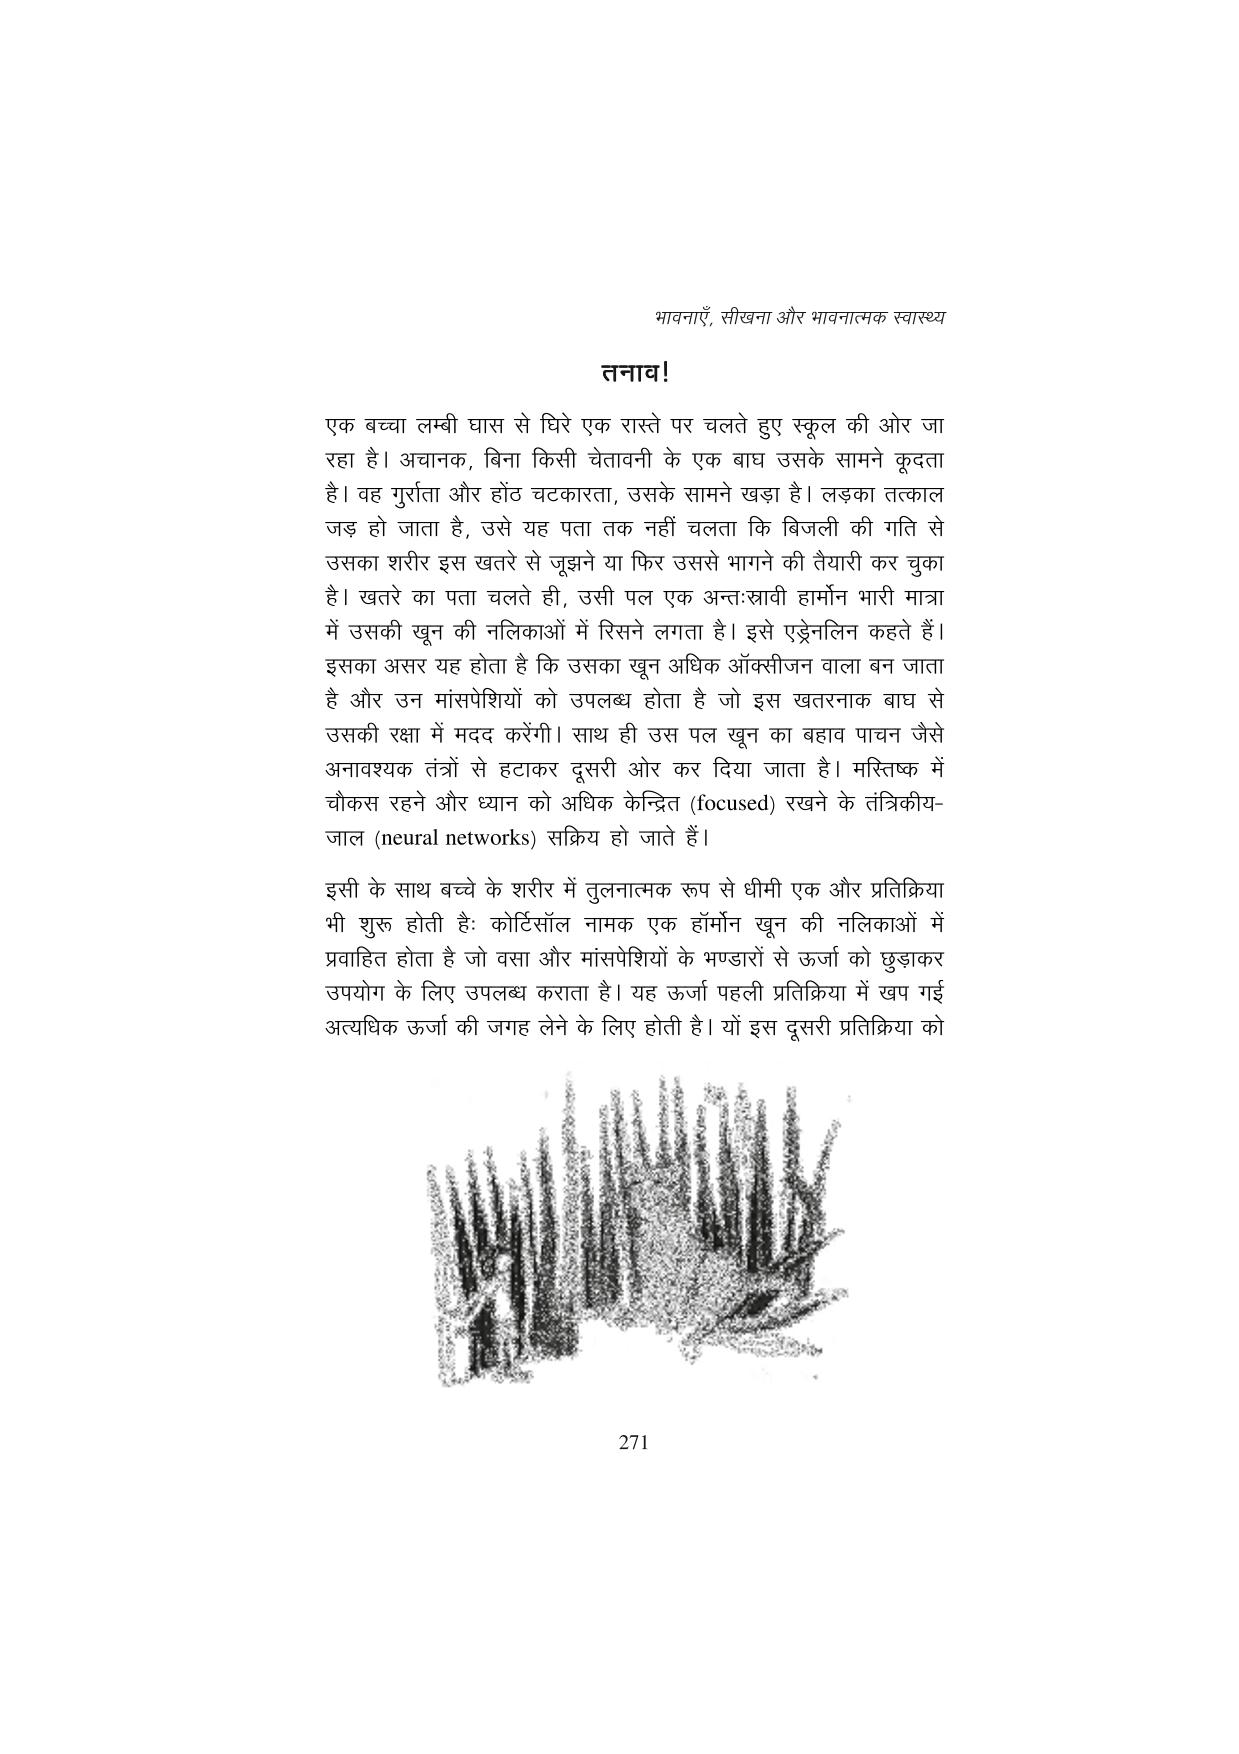 भावनाएँ, सीखना और भावनात्मक स्वास्थ्य
तनाव!
एक बच्चा लम्बी घास से घिरे एक रास्ते पर चलते हुए स्कूल की ओर जा
रहा है। अचानक, बिना किसी चेतावनी के एक बाघ उसके सामने कूदता
है। वह गुर्राता और होंठ चटकारता, उसके सामने खड़ा है। लड़का तत्काल
जड़ हो जाता है, उसे यह पता तक नहीं चलता कि बिजली की गति से
उसका शरीर इस खतरे से जूझने या फिर उससे भागने की तैयारी कर चुका
है। खतरे का पता चलते ही, उसी पल एक अन्तःस्रावी हार्मोन भारी मात्रा
में उसकी खून की नलिकाओं में रिसने लगता है। इसे एड्रेनलिन कहते हैं।
इसका असर यह होता है कि उसका खून अधिक ऑक्सीजन वाला बन जाता
है और उन मांसपेशियों को उपलब्ध होता है जो इस खतरनाक बाघ से
उसकी रक्षा में मदद करेंगी। साथ ही उस पल खून का बहाव पाचन जैसे
अनावश्यक तंत्रों से हटाकर दूसरी ओर कर दिया जाता है। मस्तिष्क में
चौकस रहने और ध्यान को अधिक केन्द्रित (focused) रखने के तंत्रिकीय-
जाल (neural networks) सक्रिय हो जाते हैं।
इसी के साथ बच्चे के शरीर में तुलनात्मक रूप से धीमी एक और प्रतिक्रिया
भी शुरू होती हैः कोर्टिसॉल नामक एक हॉर्मोन खून की नलिकाओं में
प्रवाहित होता है जो वसा और मांसपेशियों के भण्डारों से ऊर्जा को छुड़ाकर
उपयोग के लिए उपलब्ध कराता है। यह ऊर्जा पहली प्रतिक्रिया में खप गई
अत्यधिक ऊर्जा की जगह लेने के लिए होती है। यों इस दूसरी प्रतिक्रिया को
271